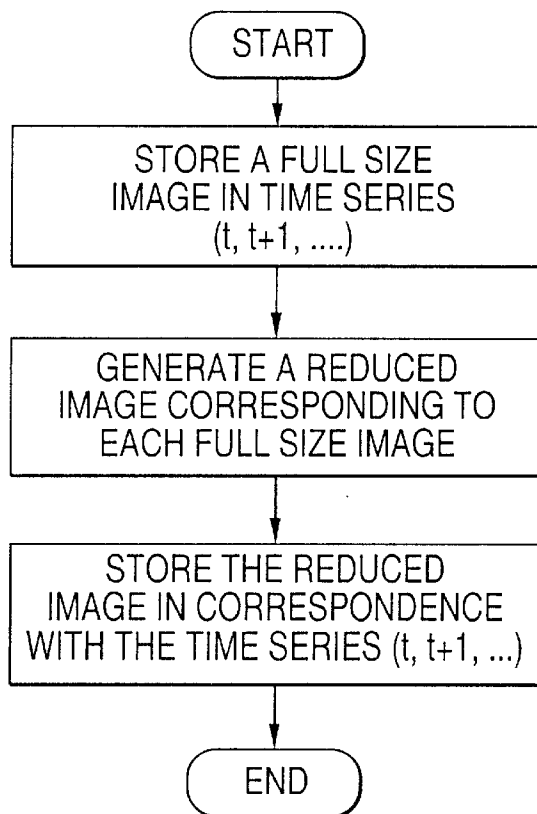 START
STORE A FULL SIZE
IMAGE IN TIME SERIES
(t, t+1, ....)
GENERATE A REDUCED
IMAGE CORRESPONDING TO
EACH FULL SIZE IMAGE
STORE THE REDUCED
IMAGE IN CORRESPONDENCE
WITH THE TIME SERIES (t, t+1, ...)
END